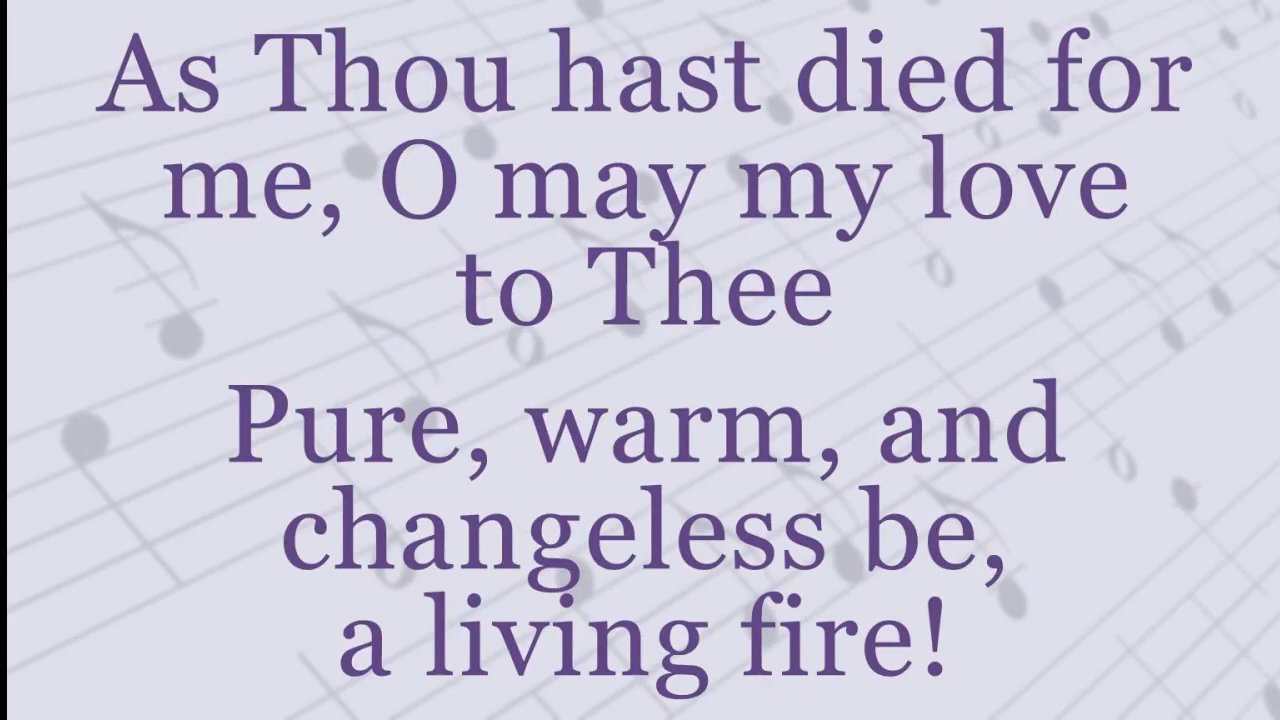 As Thou hast died for
me, O may my love
to Thee
Pure, warm, and
changeless be,
a living fire!